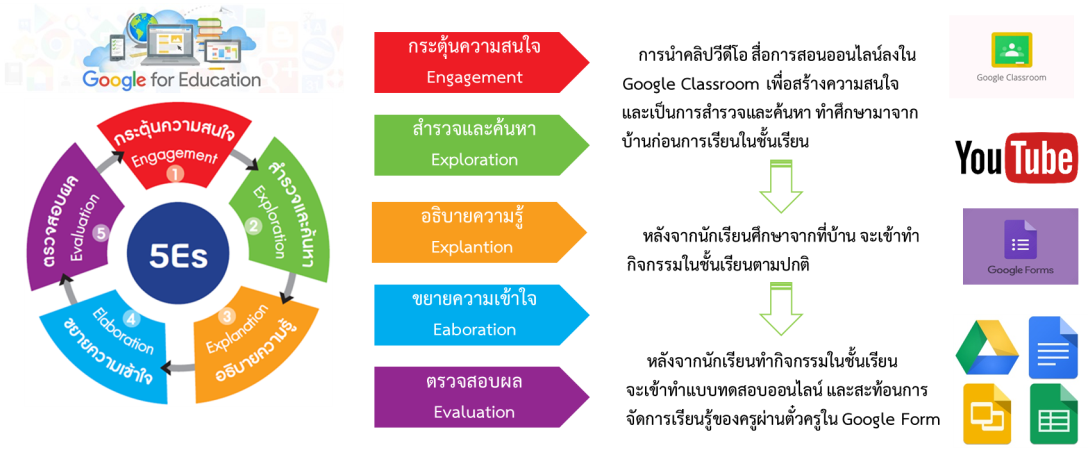 Google for Education
กระตุ้นความสนใจ
Engagement
1
สำรวจและค้นหา
Exploration
2
อธิบายความรู้
Explanation
3
ขยายความเข้าใจ
Elaboration
4
ตรวจสอบผล
Evaluation
5
5Es
กระตุ้นความสนใจ
Engagement
สำรวจและค้นหา
Exploration
อธิบายความรู้
Explantion
ขยายความเข้าใจ
Eaboration
ตรวจสอบผล
Evaluation
การนำคลิปวีดีโอ สื่อการสอนออนไลน์ลงใน
Google Classroom เพื่อสร้างความสนใจ
และเป็นการสำรวจและค้นหา ทำศึกษามาจาก
บ้านก่อนการเรียนในชั้นเรียน
หลังจากนักเรียนศึกษาจากที่บ้าน จะเข้าทำ
กิจกรรมในชั้นเรียนตามปกติ
หลังจากนักเรียนทำกิจกรรมในชั้นเรียน
จะเข้าทำแบบทดสอบออนไลน์ และสะท้อนการ
จัดการเรียนรู้ของครูผ่านตั๋วครูใน Google Form
Google Classroom
YouTube
Google Forms